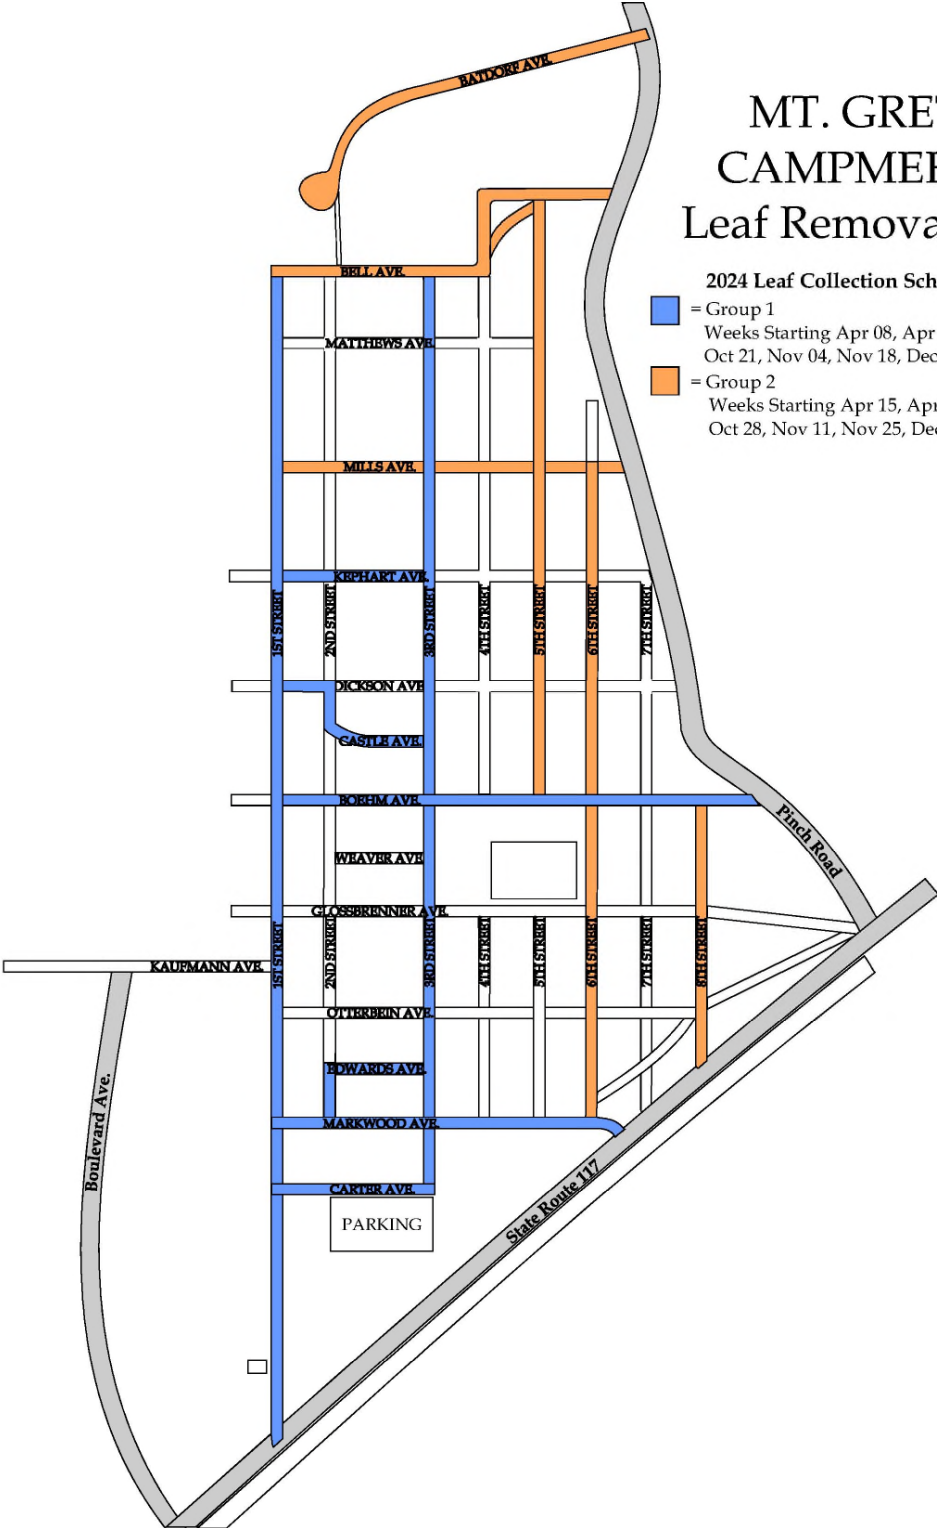 BATDORF AVE.
MT. GRET
CAMPMEE
Leaf Remova
2024 Leaf Collection Sch
= Group 1
Weeks Starting Apr 08, Apr
Oct 21, Nov 04, Nov 18, Dec
= Group 2
Weeks Starting Apr 15, Apr
Oct 28, Nov 11, Nov 25, Dec
BELL AVE.
MATTHEWS AVE.
MILLS AVE.
KEPHART AVE.
1ST STREET
2ND STREET
3RD STREET
4TH STREET
5TH STREET
6TH STREET
7TH STREET
DICKSON AVE
CASTLE AVE.
BOEHM AVE.
Pinch Road
WEAVER AVE
GLOSSBRENNER AVE.
1ST STREET
2ND STREET
3RD STREET
4TH STREET
5TH STREET
6TH STREET
7TH STREET
8TH STREET
KAUFMANN AVE.
OTTERBEIN AVE.
EDWARDS AVE.
Boulevard Ave.
MARKWOOD AVE.
State Route 117
CARTER AVE.
PARKING